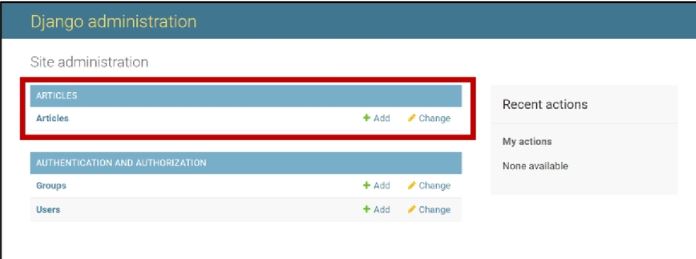 Django administration
Site administration
ARTICLES
Articles + Add Change
AUTHENTICATION AND AUTHORIZATION
Groups + Add Change
Users + Add Change
Recent actions
My actions
None available